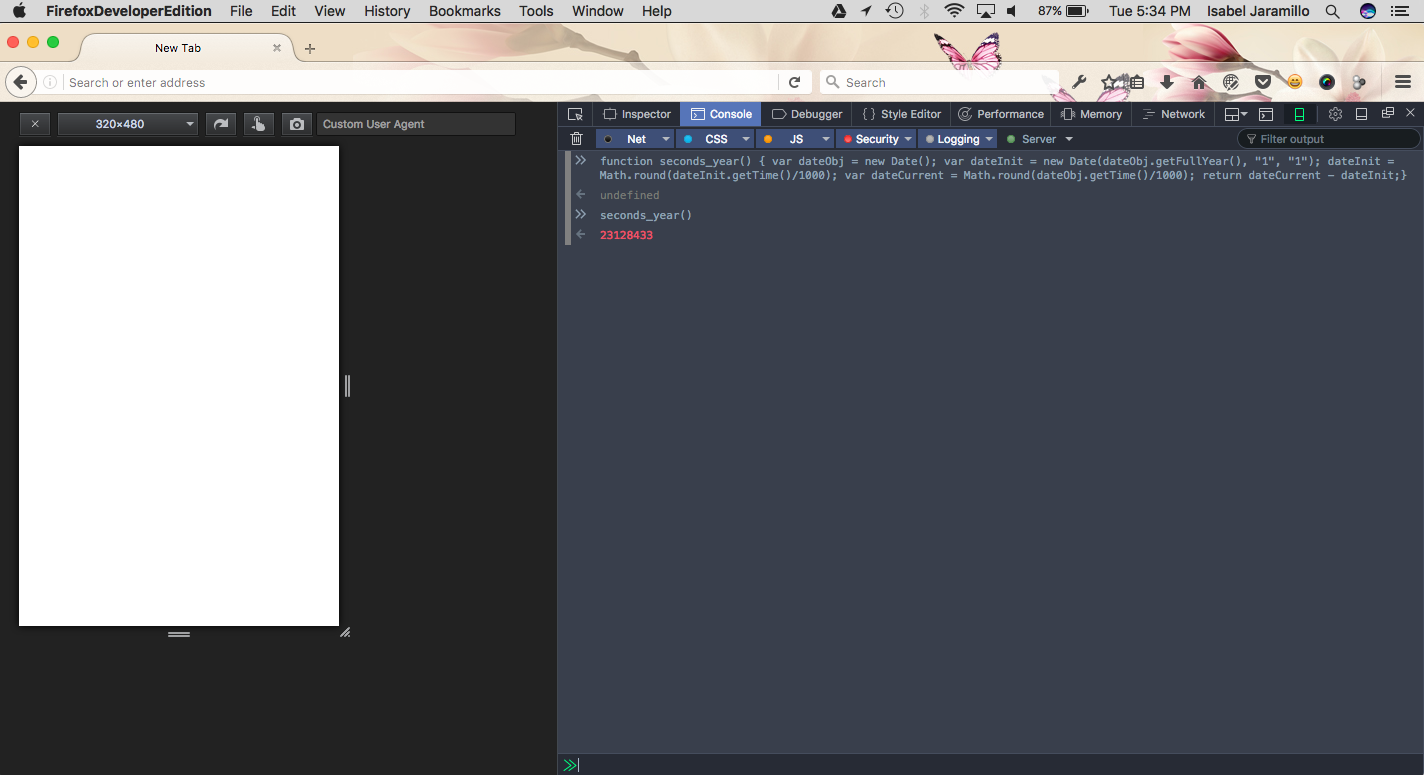 FirefoxDeveloperEdition File Edit View History Bookmarks Tools Window Help 87% Tue 5:34 PM Isabel Jaramillo
New Tab
Search or enter address Search
Inspector Console Debugger { } Style Editor Performance Memory Network
320×480 Custom User Agent
Net CSS JS Security Logging Server Filter output
function seconds_year() { var dateObj = new Date(); var dateInit = new Date(dateObj.getFullYear(), "1", "1"); dateInit =
Math.round(dateInit.getTime()/1000); var dateCurrent = Math.round(dateObj.getTime()/1000); return dateCurrent - dateInit;}
undefined
seconds_year()
23128433